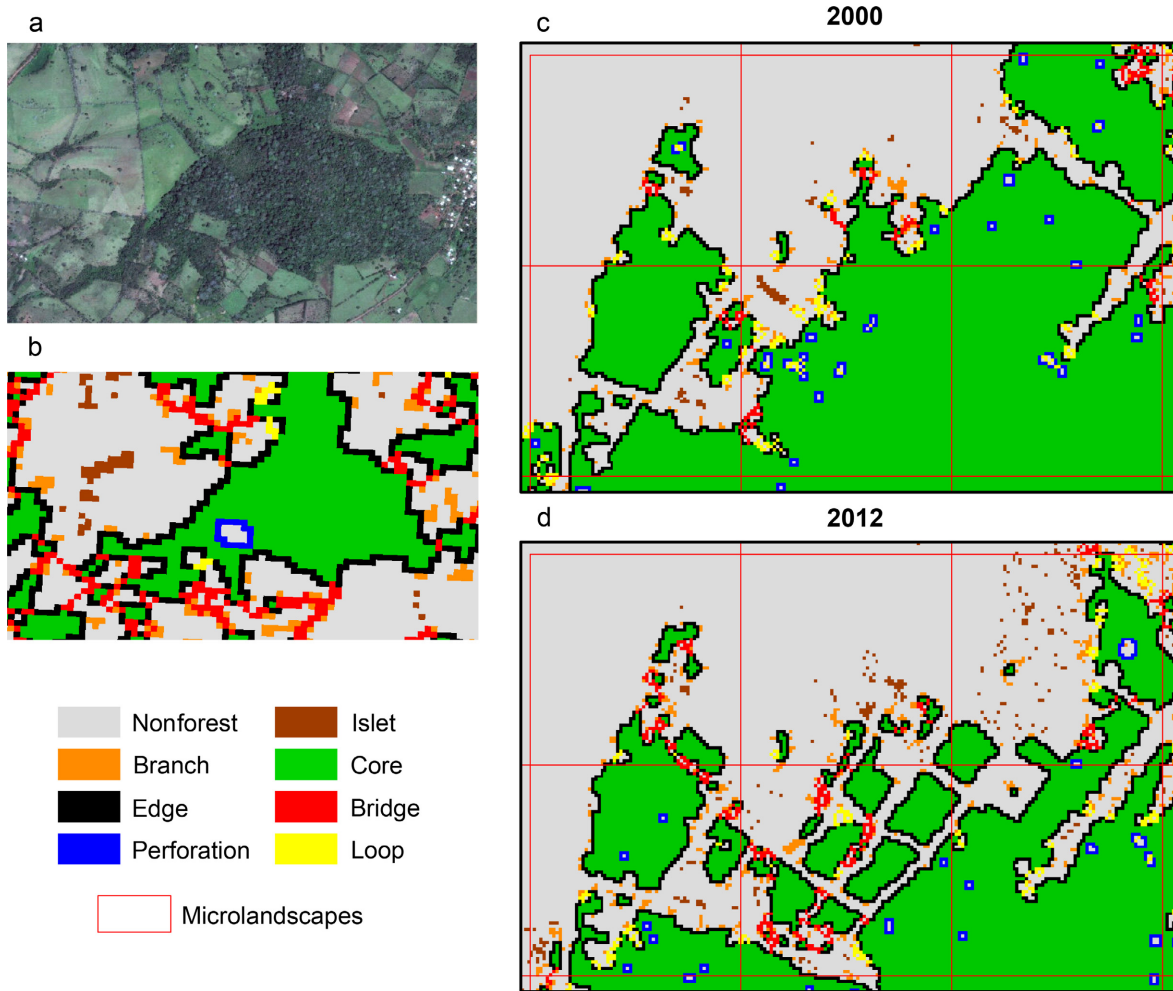 a
b
Nonforest
Branch
Edge
Perforation
Islet
Core
Bridge
Loop
Microlandscapes
c
2000
d
2012